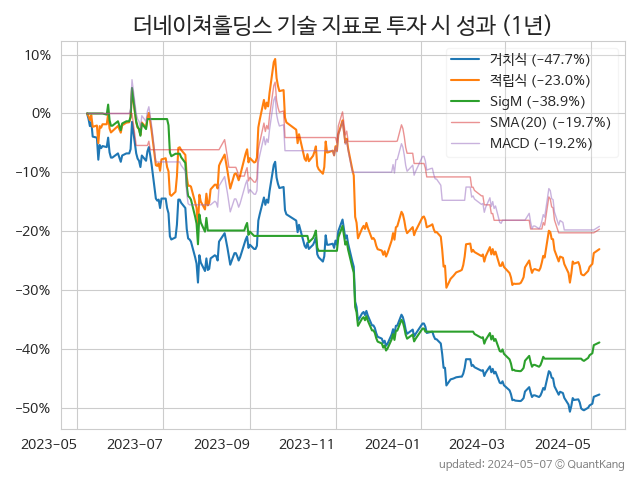 더네이쳐홀딩스 기술 지표로 투자 시 성과 (1년)
거치식 (−47.7%)
적립식 (−23.0%)
SigM (−38.9%)
SMA(20) (−19.7%)
MACD (−19.2%)
10%
0%
−10%
−20%
−30%
−40%
−50%
2023-05 2023-07 2023-09 2023-11 2024-01 2024-03 2024-05
updated: 2024-05-07 ⓒ QuantKang